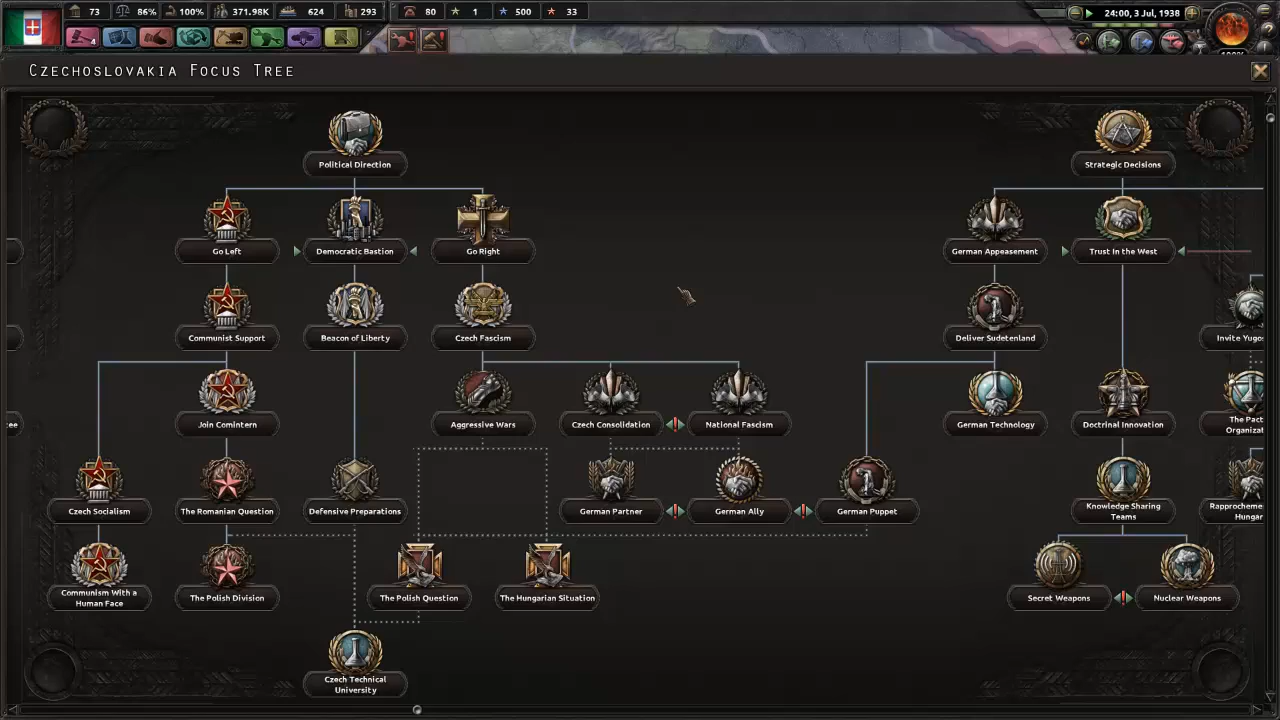 73 86% 100% 371.98K 624 293 80 1 500 33 24:00, 3 Jul, 1938
4
100%
Czechoslovakia Focus Tree
Political Direction
Strategic Decisions
Go Left
Democratic Bastion
Go Right
German Appeasement
Trust In the West
Communist Support
Beacon of Liberty
Czech Fascism
Deliver Sudetenland
Invite Yugos
tee
Join Comintern
Aggressive Wars
Czech Consolidation
National Fascism
German Technology
Doctrinal Innovation
The Pact
Organizat
Czech Socialism
The Romanian Question
Defensive Preparations
German Partner
German Ally
German Puppet
Knowledge Sharing
Teams
Rapprochement
Hungar
Communism With a
Human Face
The Polish Division
The Polish Question
The Hungarian Situation
Secret Weapons
Nuclear Weapons
Czech Technical
University